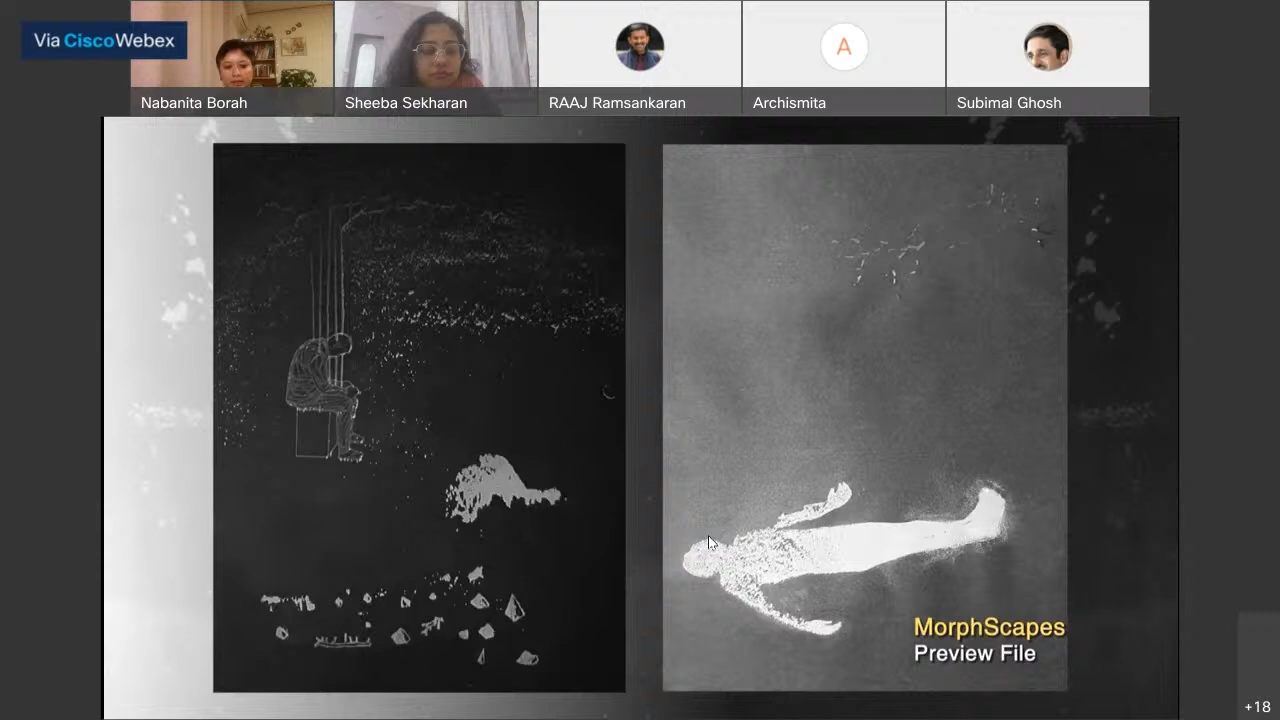 Via CiscoWebex
Nabanita Borah
Sheeba Sekharan
RAAJ Ramsankaran
A
Archismita
Subimal Ghosh
MorphScapes
Preview File
+18